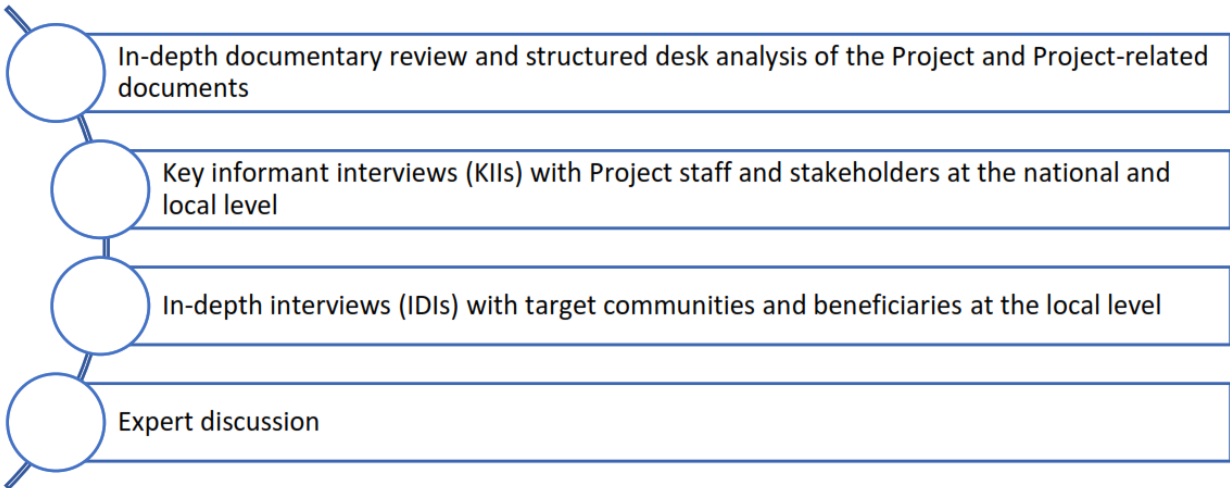 In-depth documentary review and structured desk analysis of the Project and Project-related
documents
Key informant interviews (KIIs) with Project staff and stakeholders at the national and
local level
In-depth interviews (IDIs) with target communities and beneficiaries at the local level
Expert discussion